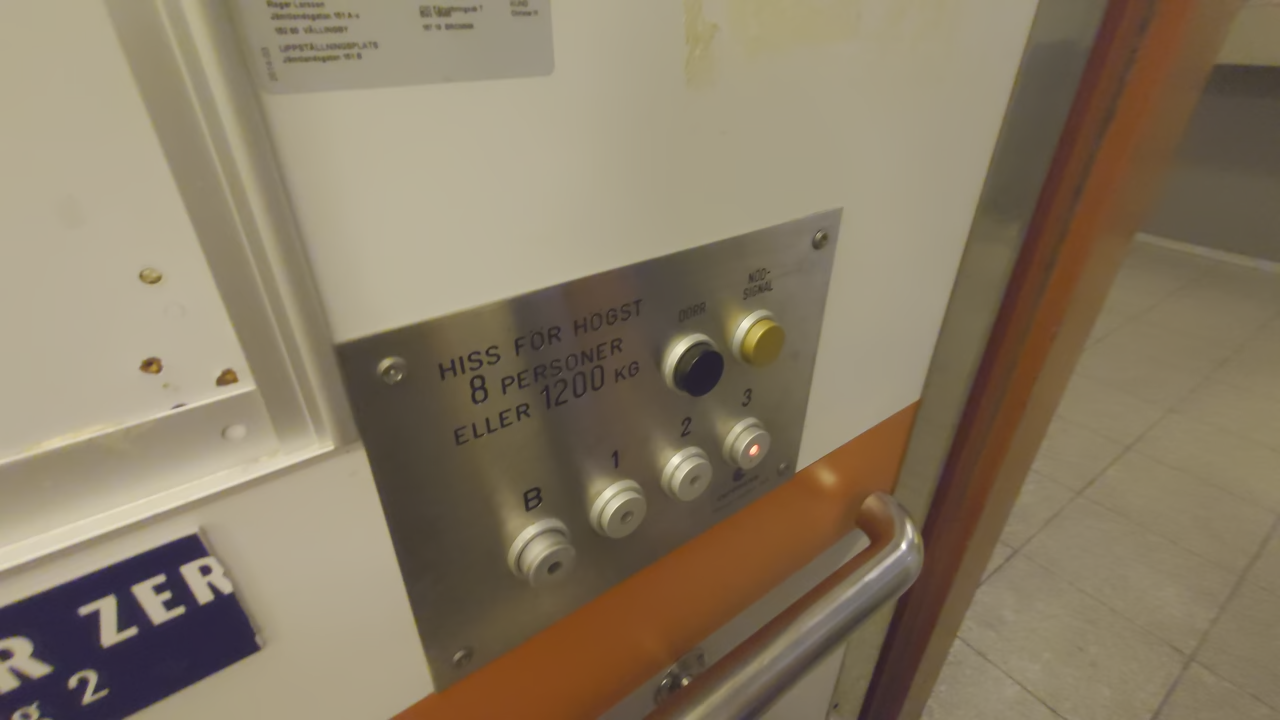 Roger Larsson
Jämtlandsgatan 151 A
162 60 VÄLLINGBY
UPPSTÄLLNINGSPLATS
Jämtlandsgatan 151 B
KUND
HISS FÖR HÖGST
8 PERSONER
ELLER 1200 KG
DÖRR
NÖD-
SIGNAL
B
1
2
3
R ZER
g 2